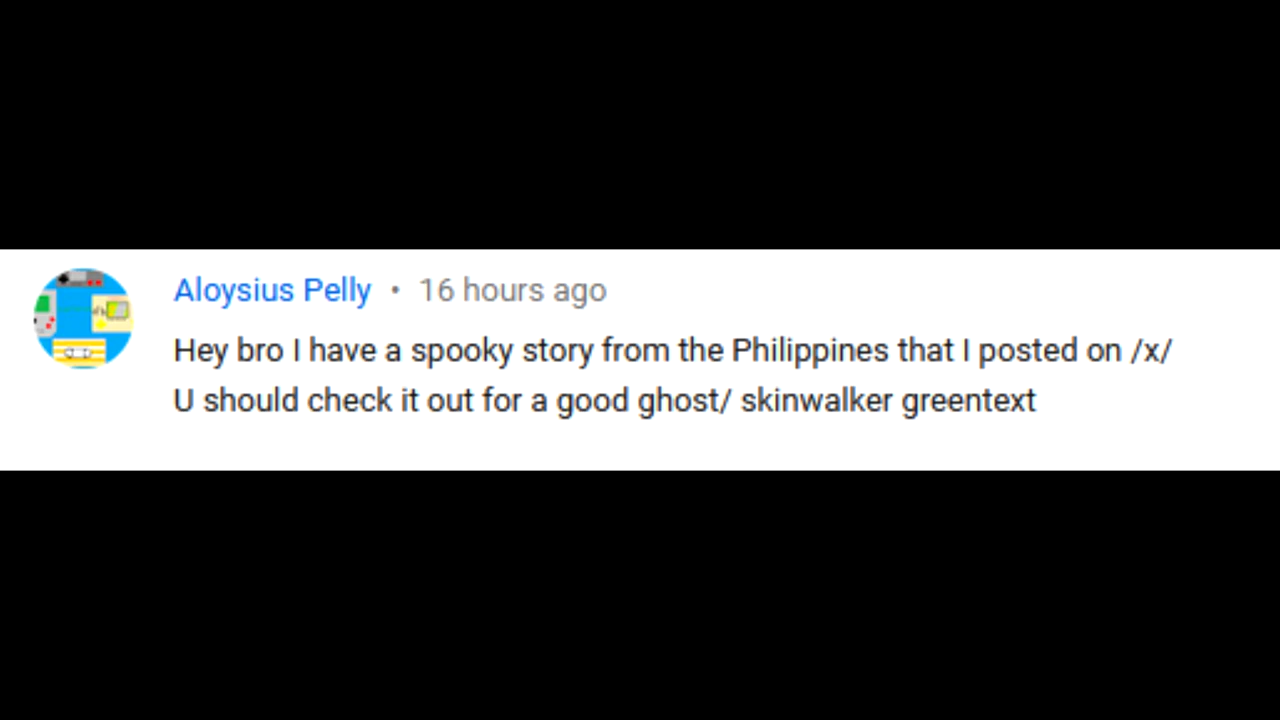 Aloysius Pelly • 16 hours ago
Hey bro I have a spooky story from the Philippines that I posted on /x/
U should check it out for a good ghost/ skinwalker greentext